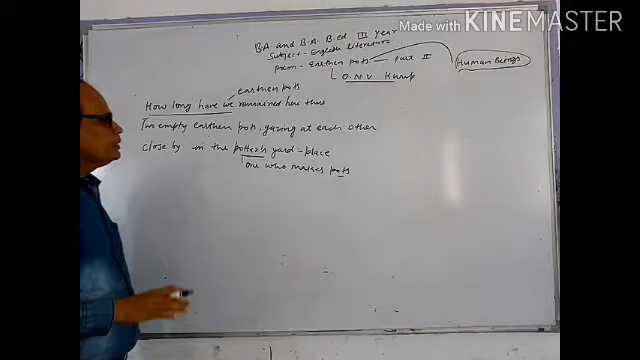 Made with KINEMASTER
B.A. and B.A. B.ed III year
Subject - English literature
Poem - Earthen pots - Part II
Human Beings
O.N.V. Kurup
earthen pots
How long have we remained here thus
Two empty earthen pots, gazing at each other
close by in the potter's yard - place
one who makes pots